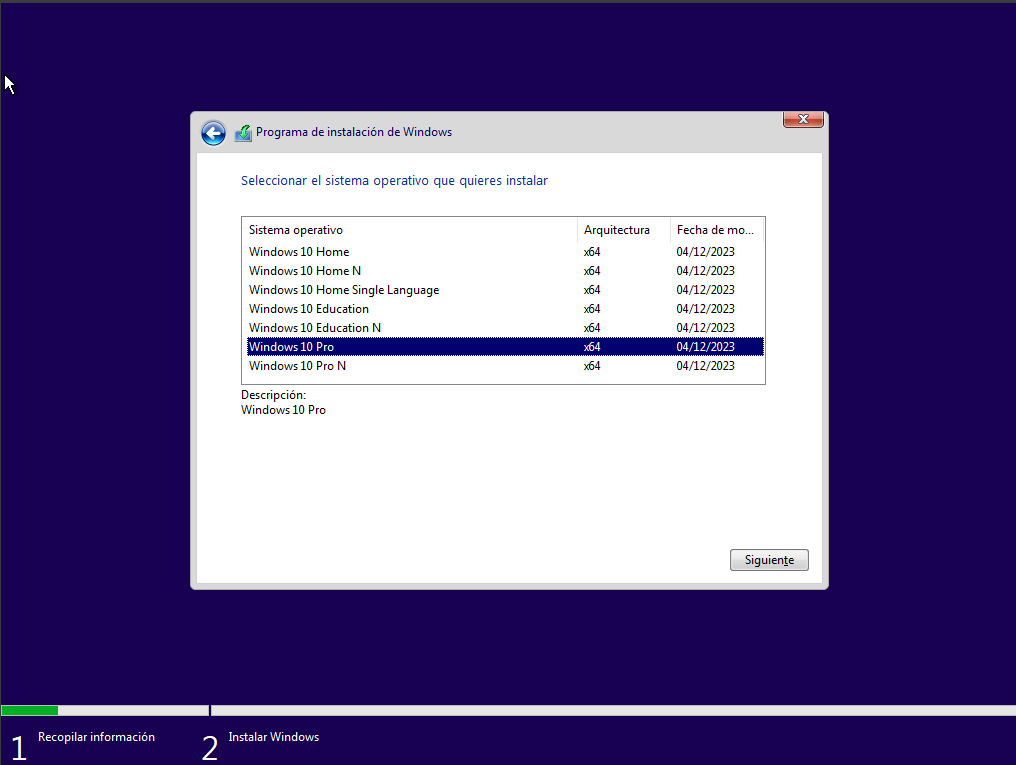 Programa de instalación de Windows
Seleccionar el sistema operativo que quieres instalar
Sistema operativo Arquitectura Fecha de mo...
Windows 10 Home x64 04/12/2023
Windows 10 Home N x64 04/12/2023
Windows 10 Home Single Language x64 04/12/2023
Windows 10 Education x64 04/12/2023
Windows 10 Education N x64 04/12/2023
Windows 10 Pro x64 04/12/2023
Windows 10 Pro N x64 04/12/2023
Descripción:
Windows 10 Pro
Siguiente
1 Recopilar información 2 Instalar Windows